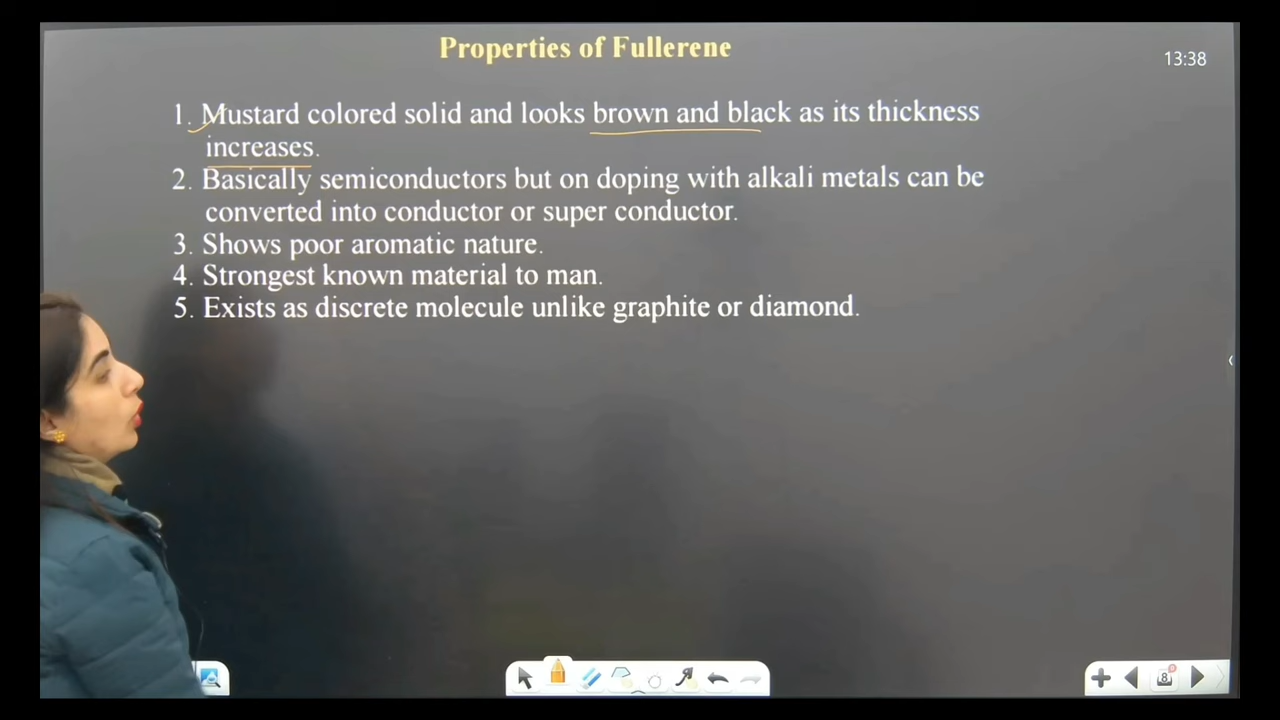 Properties of Fullerene
13:38
1. Mustard colored solid and looks brown and black as its thickness
increases.
2. Basically semiconductors but on doping with alkali metals can be
converted into conductor or super conductor.
3. Shows poor aromatic nature.
4. Strongest known material to man.
5. Exists as discrete molecule unlike graphite or diamond.
8